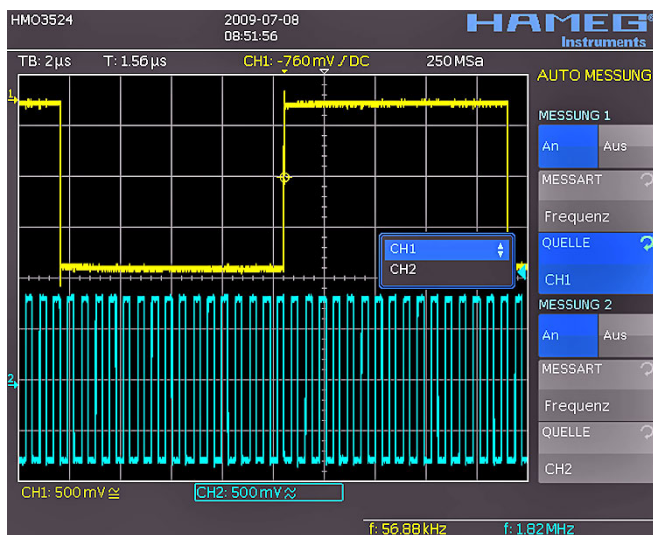 HMO3524 2009-07-08 HAMEG®
08:51:56 Instruments
TB: 2µs T: 1.56µs CH1: -760 mV / DC 250 MSa
AUTO MESSUNG
1
MESSUNG 1
An Aus
MESSART
Frequenz
QUELLE
CH1
CH1
CH2
MESSUNG 2
An Aus
MESSART
Frequenz
QUELLE
CH2
2
CH1: 500 mV ≅ CH2: 500 mV ≈
f: 56.88 kHz f: 1.82 MHz